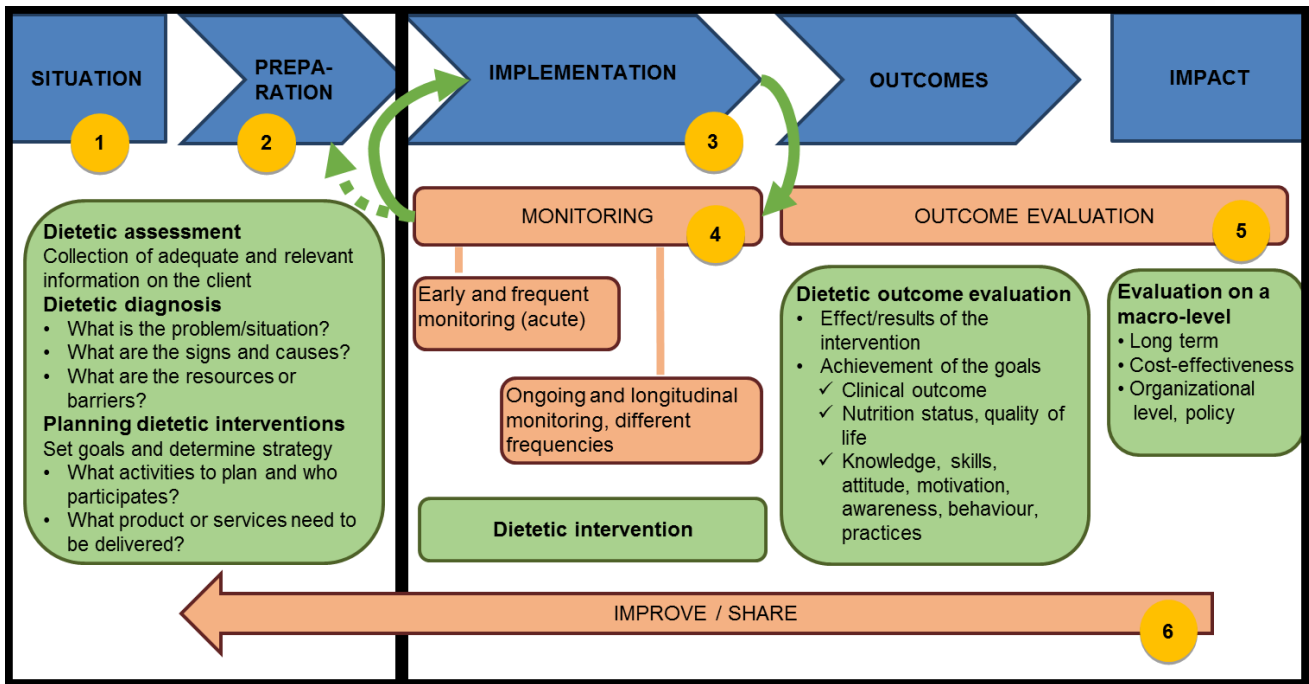 SITUATION
1
PREPA-
RATION
2
IMPLEMENTATION
3
OUTCOMES
IMPACT
Dietetic assessment
Collection of adequate and relevant
information on the client
Dietetic diagnosis
• What is the problem/situation?
• What are the signs and causes?
• What are the resources or
barriers?
Planning dietetic interventions
Set goals and determine strategy
• What activities to plan and who
participates?
• What product or services need to
be delivered?
MONITORING
4
Early and frequent
monitoring (acute)
Ongoing and longitudinal
monitoring, different
frequencies
Dietetic intervention
OUTCOME EVALUATION
5
Dietetic outcome evaluation
• Effect/results of the
intervention
• Achievement of the goals
✓ Clinical outcome
✓ Nutrition status, quality of
life
✓ Knowledge, skills,
attitude, motivation,
awareness, behaviour,
practices
Evaluation on a
macro-level
• Long term
• Cost-effectiveness
• Organizational
level, policy
IMPROVE / SHARE
6